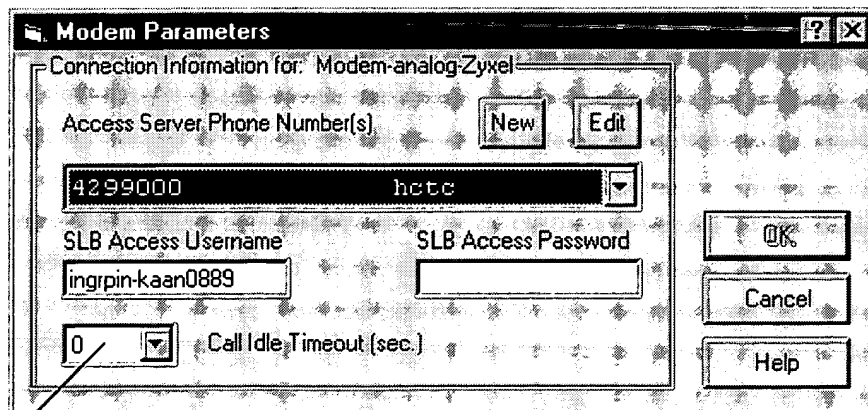 Modem Parameters
Connection Information for: Modem-analog-Zyxel
Access Server Phone Number(s)
New
Edit
4299000 hctc
SLB Access Username
SLB Access Password
ingrpin-kaan0889
0
Call Idle Timeout (sec.)
OK
Cancel
Help